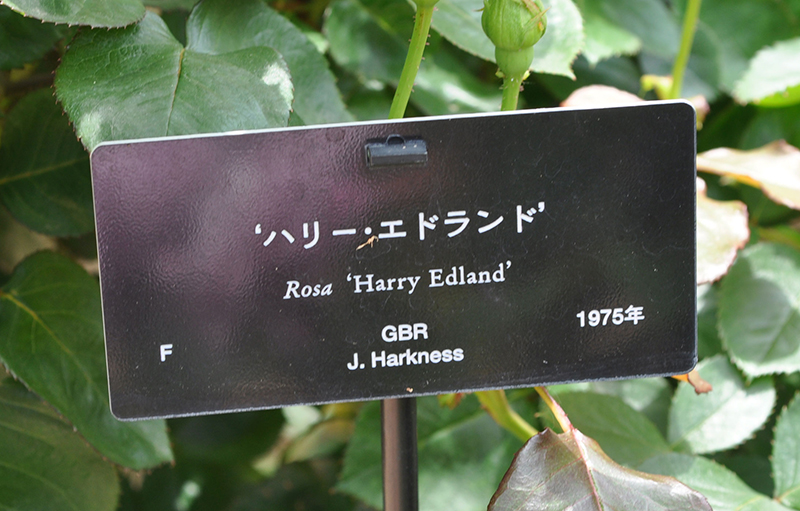 ‘ハリー・エドランド’
Rosa ‘Harry Edland’
F
GBR
J. Harkness
1975年